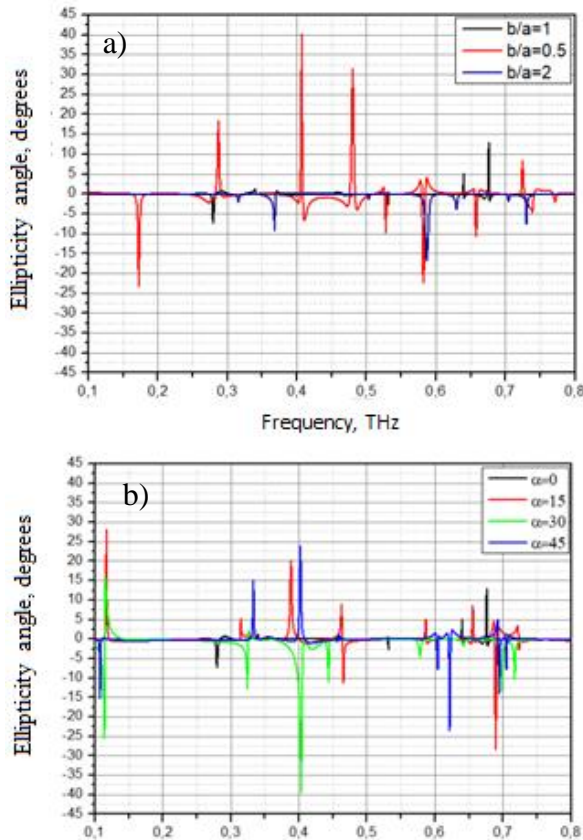 a)
b/a=1
b/a=0.5
b/a=2
Ellipticity angle, degrees
45
40
35
30
25
20
15
10
5
0
-5
-10
-15
-20
-25
-30
-35
-40
-45
0,1 0,2 0,3 0,4 0,5 0,6 0,7 0,8
Frequency, THz
b)
α=0
α=15
α=30
α=45
Ellipticity angle, degrees
45
40
35
30
25
20
15
10
5
0
-5
-10
-15
-20
-25
-30
-35
-40
-45
0,1 0,2 0,3 0,4 0,5 0,6 0,7 0,8